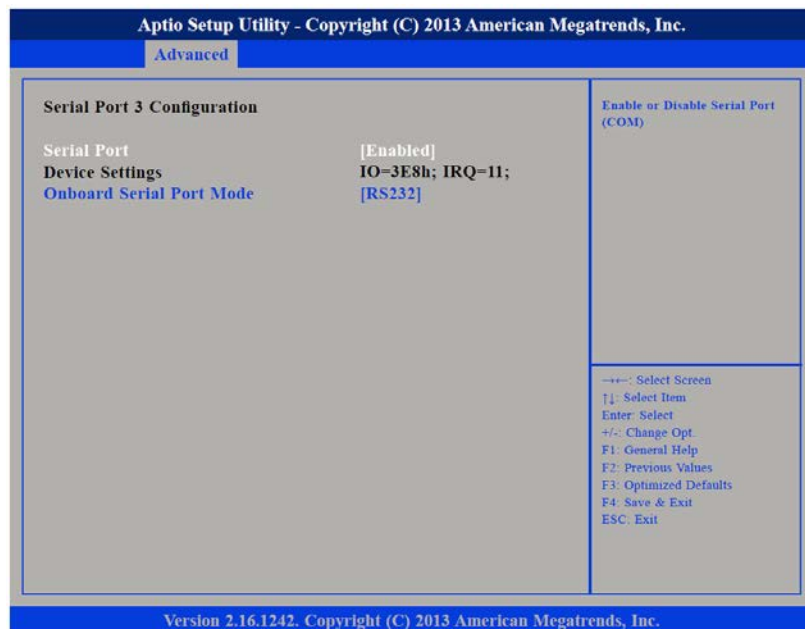 Aptio Setup Utility - Copyright (C) 2013 American Megatrends, Inc.
Advanced
Serial Port 3 Configuration
Serial Port [Enabled]
Device Settings IO=3E8h; IRQ=11;
Onboard Serial Port Mode [RS232]
Enable or Disable Serial Port
(COM)
→←: Select Screen
↑↓: Select Item
Enter: Select
+/-: Change Opt.
F1: General Help
F2: Previous Values
F3: Optimized Defaults
F4: Save & Exit
ESC. Exit
Version 2.16.1242. Copyright (C) 2013 American Megatrends, Inc.